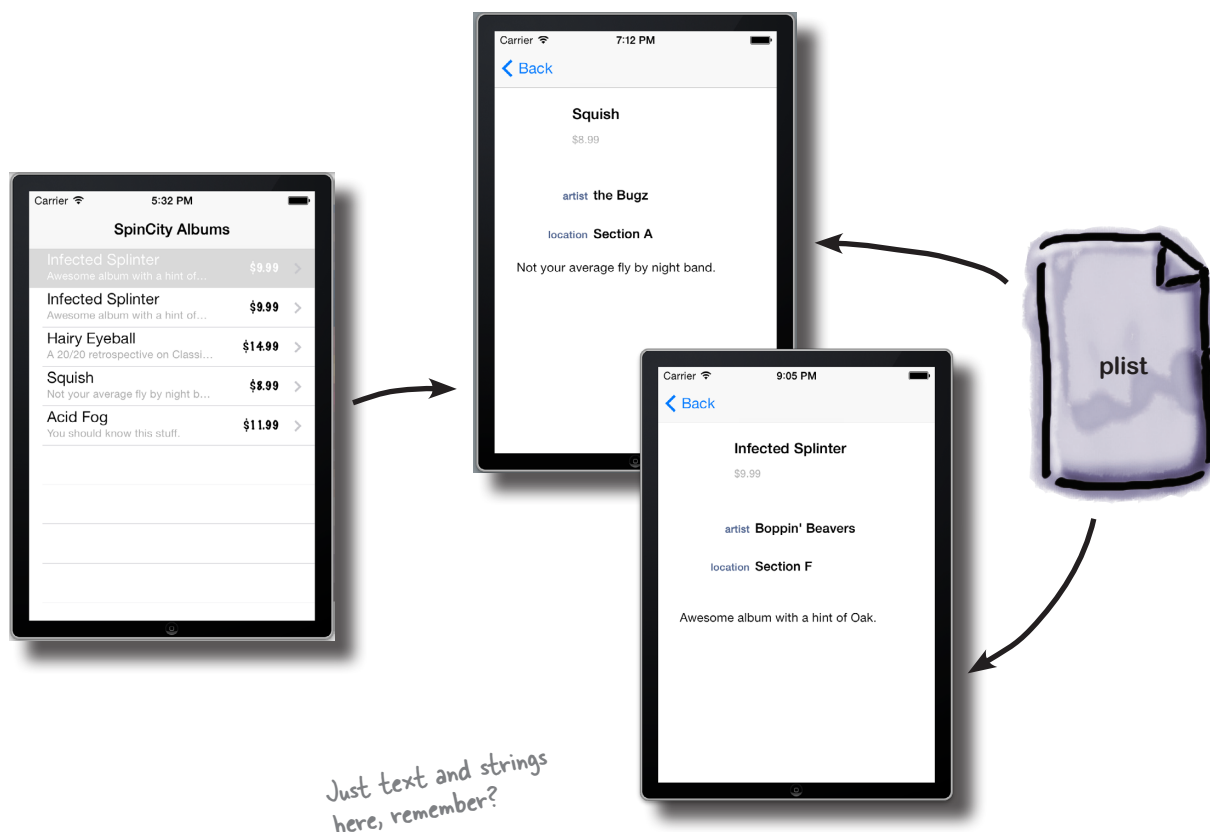 Carrier 5:32 PM
SpinCity Albums
Infected Splinter
Awesome album with a hint of...
$9.99
Infected Splinter
Awesome album with a hint of...
$9.99
Hairy Eyeball
A 20/20 retrospective on Classi...
$14.99
Squish
Not your average fly by night b...
$8.99
Acid Fog
You should know this stuff.
$11.99
Carrier 7:12 PM
Back
Squish
$8.99
artist the Bugz
location Section A
Not your average fly by night band.
Carrier 9:05 PM
Back
Infected Splinter
$9.99
artist Boppin' Beavers
location Section F
Awesome album with a hint of Oak.
plist
Just text and strings
here, remember?